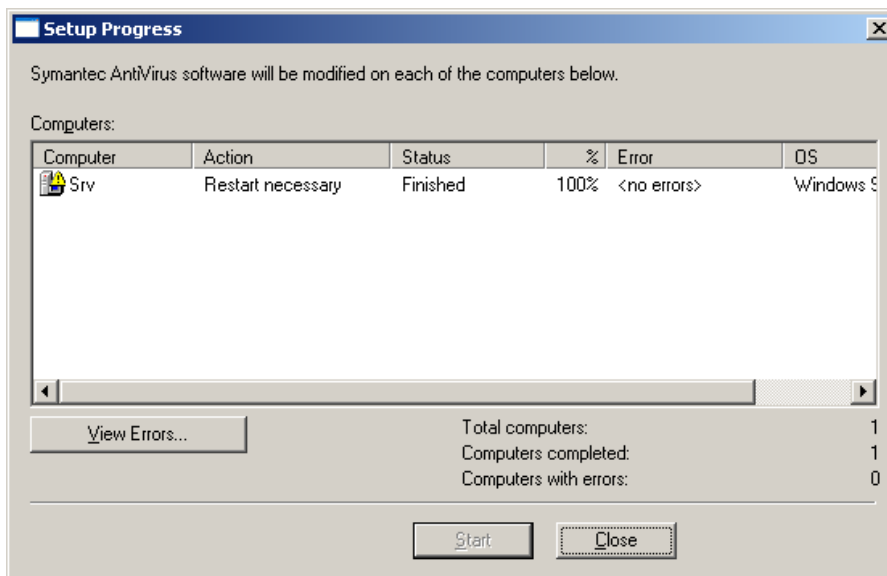 Setup Progress
Symantec AntiVirus software will be modified on each of the computers below.
Computers:
Computer Action Status % Error OS
Srv Restart necessary Finished 100% <no errors> Windows S
View Errors...
Total computers: 1
Computers completed: 1
Computers with errors: 0
Start Close